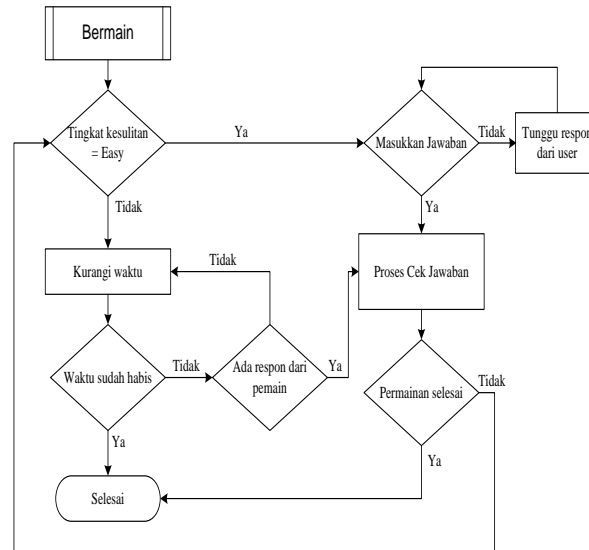 Bermain
Tingkat kesulitan
= Easy
Ya
Masukkan Jawaban
Tidak
Tunggu respon
dari user
Tidak
Ya
Kurangi waktu
Tidak
Proses Cek Jawaban
Waktu sudah habis
Tidak
Ada respon dari
pemain
Ya
Permainan selesai
Tidak
Ya
Ya
Selesai